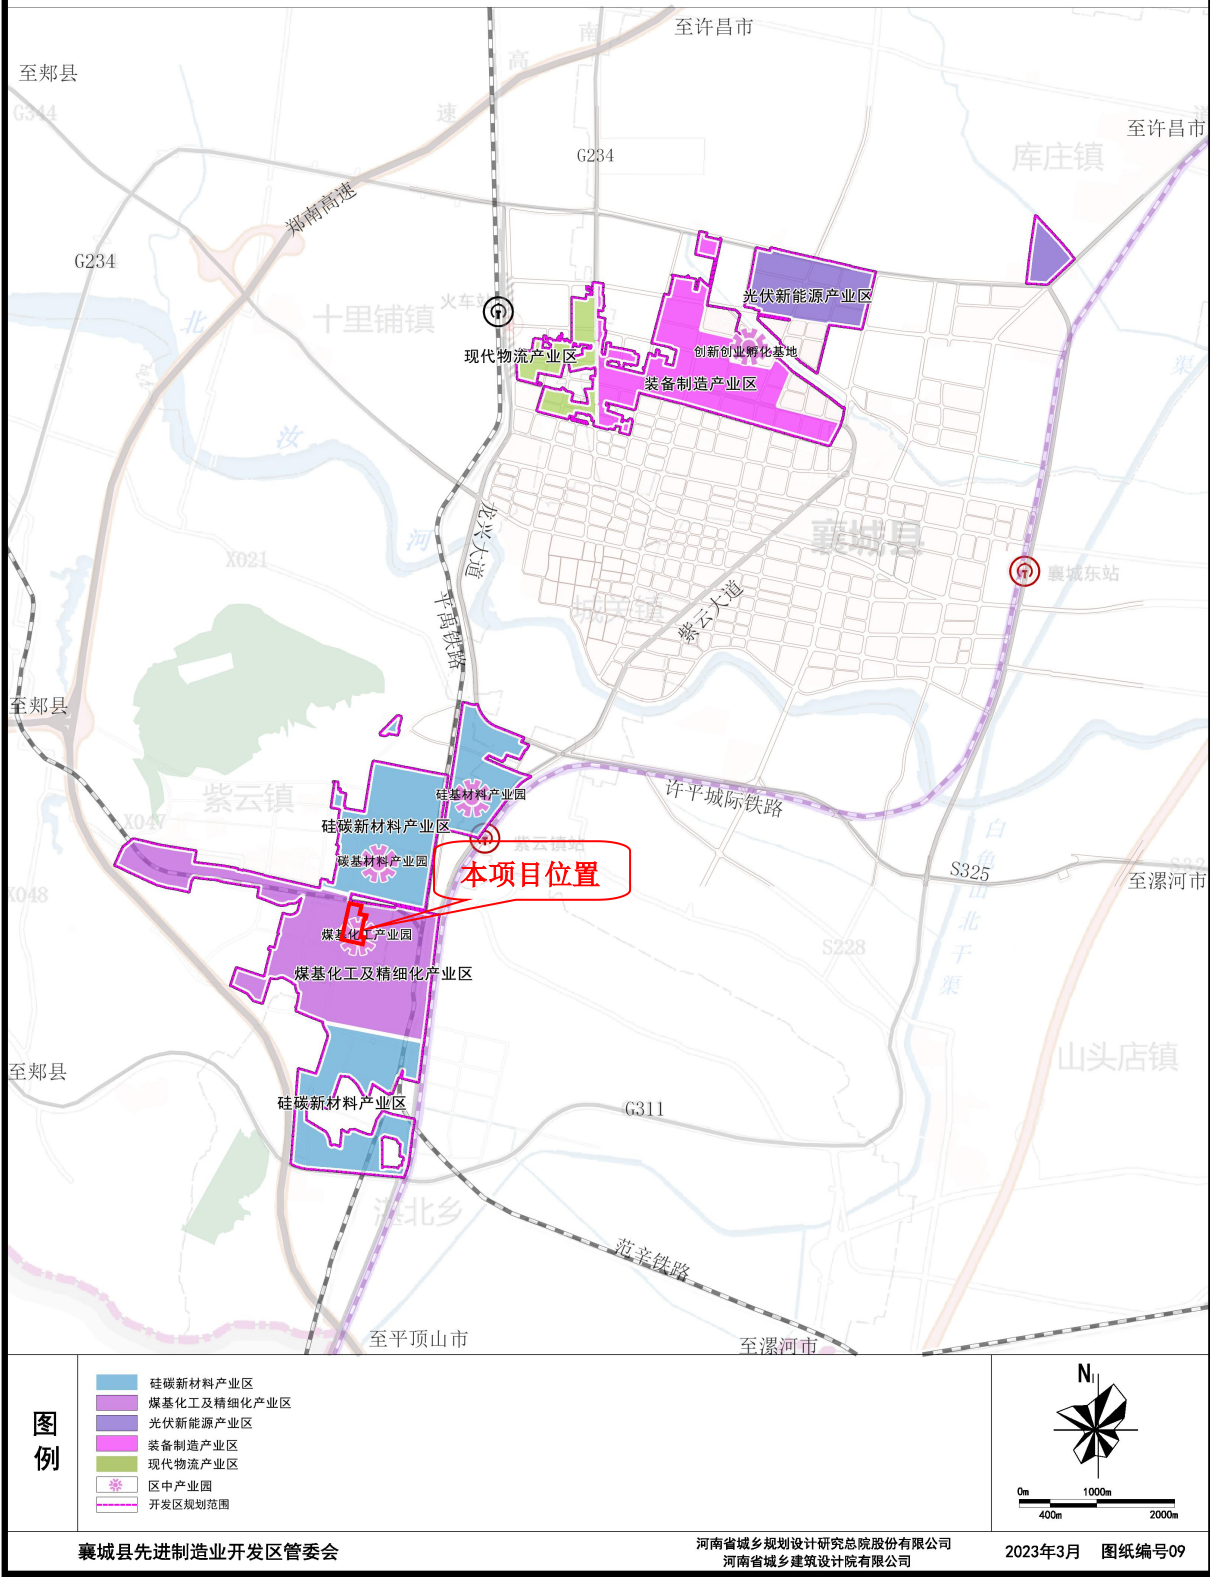 至许昌市
南
高
至郏县
G344
速
至许昌市
库庄镇
G234
郑南高速
G234
北
十里铺镇
火车站
光伏新能源产业区
现代物流产业区
创新创业孵化基地
装备制造产业区
渠
汝
河
龙兴大道
襄城县
X021
襄城东站
平禹铁路
城关镇
紫云大道
至郏县
紫云镇
硅基材料产业园
许平城际铁路
X047
硅碳新材料产业区
紫云镇站
白
龟
山
北
干
渠
碳基材料产业园
本项目位置
S325
至漯河市
X048
煤基化工产业园
S228
煤基化工及精细化产业区
至郏县
山头店镇
硅碳新材料产业区
G311
湛北乡
范辛铁路
至平顶山市
至漯河市
图例
硅碳新材料产业区
煤基化工及精细化产业区
光伏新能源产业区
装备制造产业区
现代物流产业区
区中产业园
开发区规划范围
N
0m
1000m
400m
2000m
襄城县先进制造业开发区管委会
河南省城乡规划设计研究总院股份有限公司
河南省城乡建筑设计院有限公司
2023年3月 图纸编号09